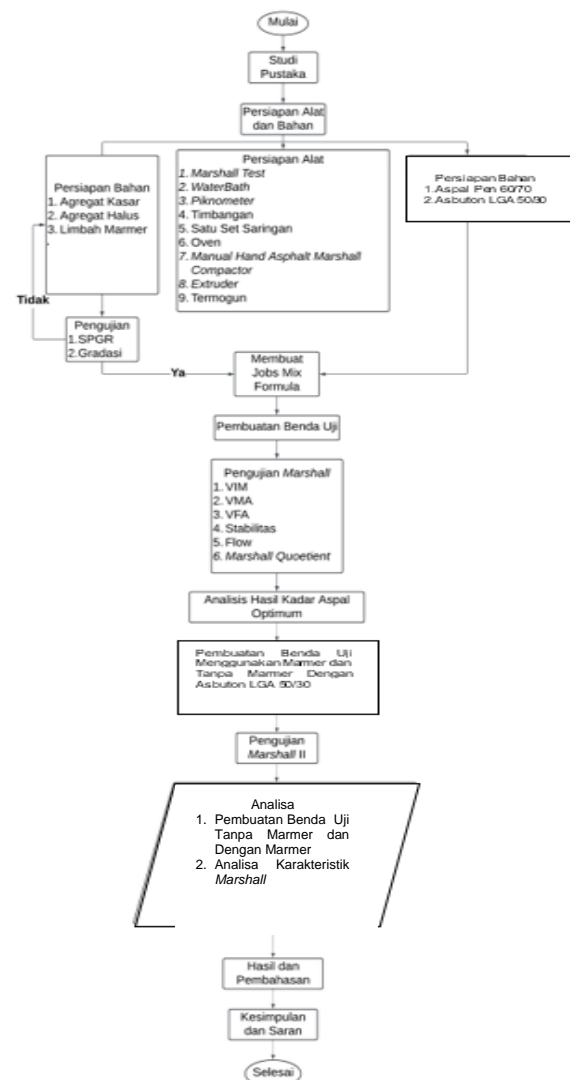 Mulai
Studi
Pustaka
Persiapan Alat
dan Bahan
Persiapan Bahan
1. Agregat Kasar
2. Agregat Halus
3. Limbah Marmer
.
Persiapan Alat
1. Marshall Test
2. WaterBath
3. Piknometer
4. Timbangan
5. Satu Set Saringan
6. Oven
7. Manual Hand Asphalt Marshall
Compactor
8. Extruder
9. Termogun
Persiapan Bahan
1.Aspal Pen 60/70
2.Asbuton LGA 50/30
Tidak
Pengujian
1.SPGR
2.Gradasi
Ya
Membuat
Jobs Mix
Formula
Pembuatan Benda Uji
Pengujian Marshall
1. VIM
2. VMA
3. VFA
4. Stabilitas
5. Flow
6. Marshall Quoetient
Analisis Hasil Kadar Aspal
Optimum
Pembuatan Benda Uji
Menggunakan Marmer dan
Tanpa Marmer Dengan
Asbuton LGA 50/30
Pengujian
Marshall II
Analisa
1. Pembuatan Benda Uji
Tanpa Marmer dan
Dengan Marmer
2. Analisa Karakteristik
Marshall
Hasil dan
Pembahasan
Kesimpulan
dan Saran
Selesai